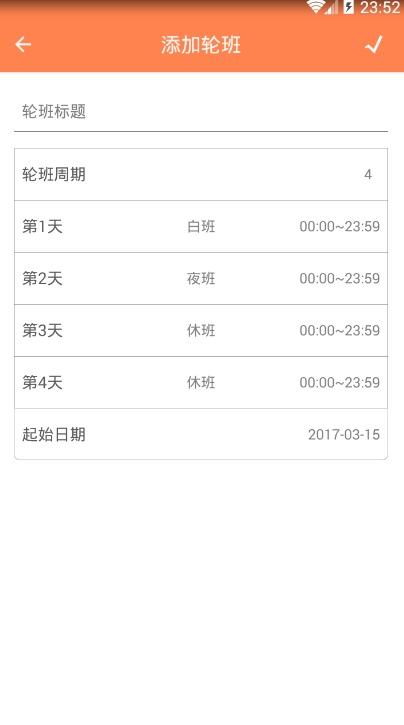 23:52
添加轮班
轮班标题
轮班周期 4
第1天 白班 00:00~23:59
第2天 夜班 00:00~23:59
第3天 休班 00:00~23:59
第4天 休班 00:00~23:59
起始日期 2017-03-15